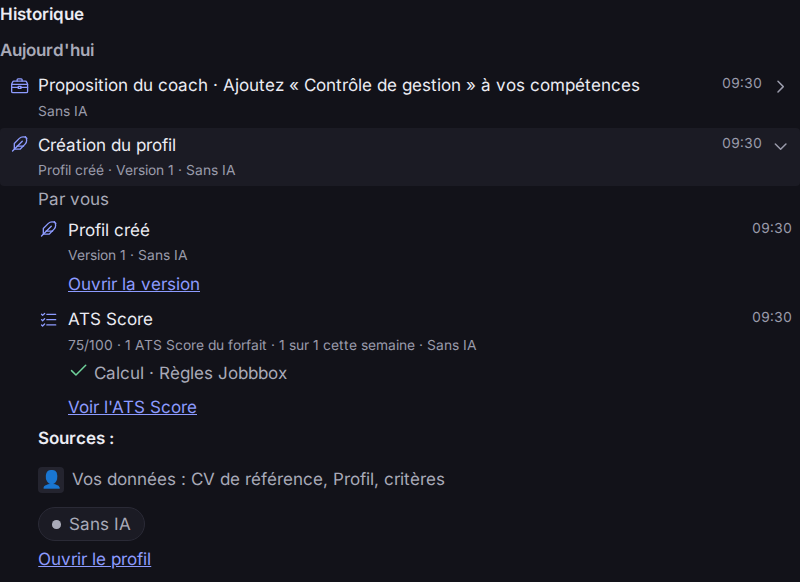 Historique
Aujourd'hui
Proposition du coach · Ajoutez « Contrôle de gestion » à vos compétences 09:30
Sans IA
Création du profil 09:30
Profil créé · Version 1 · Sans IA
Par vous
Profil créé 09:30
Version 1 · Sans IA
Ouvrir la version
ATS Score 09:30
75/100 · 1 ATS Score du forfait · 1 sur 1 cette semaine · Sans IA
Calcul · Règles Jobbbox
Voir l'ATS Score
Sources :
Vos données : CV de référence, Profil, critères
Sans IA
Ouvrir le profil